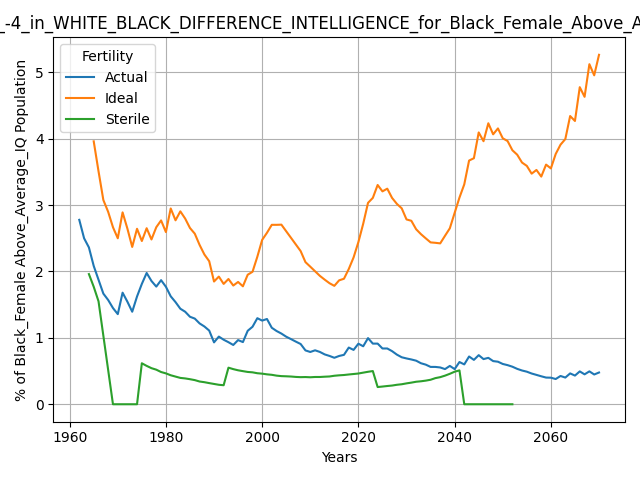 _-4_in_WHITE_BLACK_DIFFERENCE_INTELLIGENCE_for_Black_Female_Above_A
Fertility
Actual
Ideal
Sterile
% of Black_Female Above_Average_IQ Population
5
4
3
2
1
0
1960 1980 2000 2020 2040 2060
Years